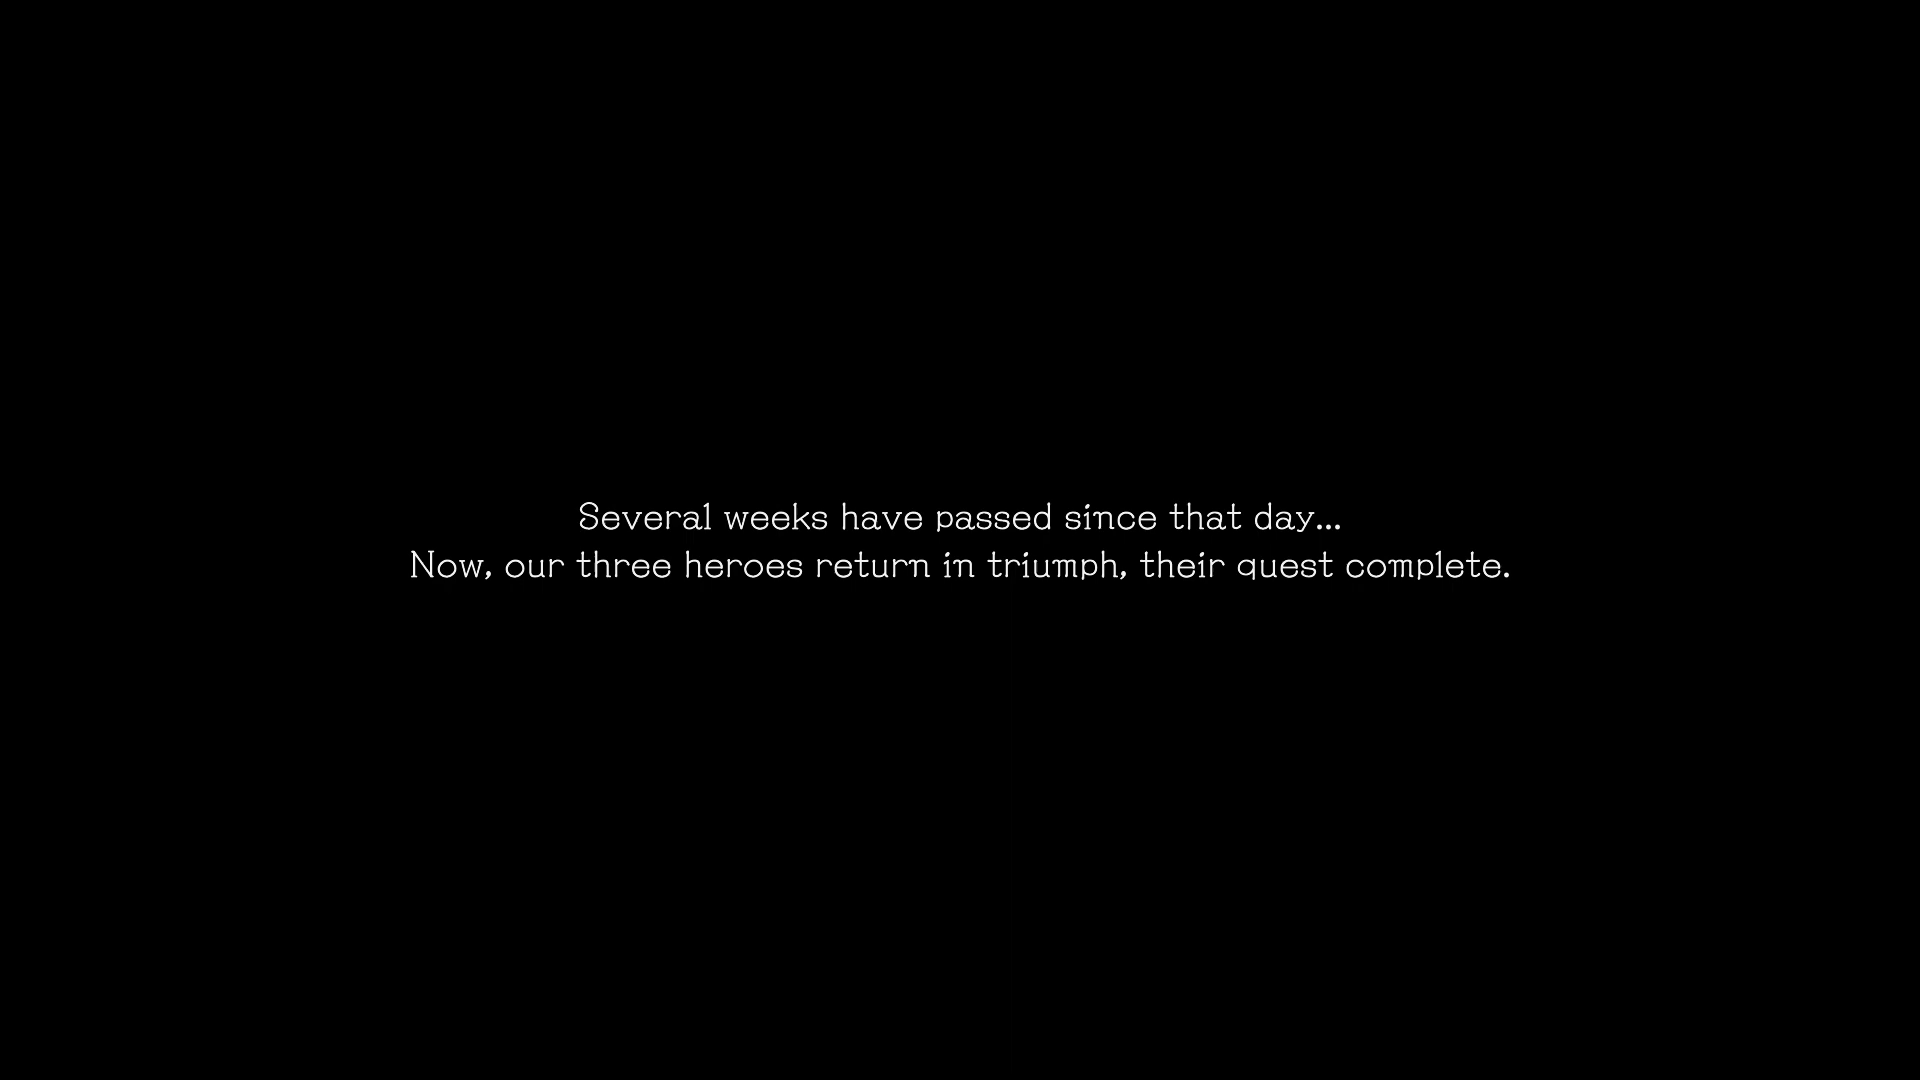 Several weeks have passed since that day...
Now, our three heroes return in triumph, their quest complete.